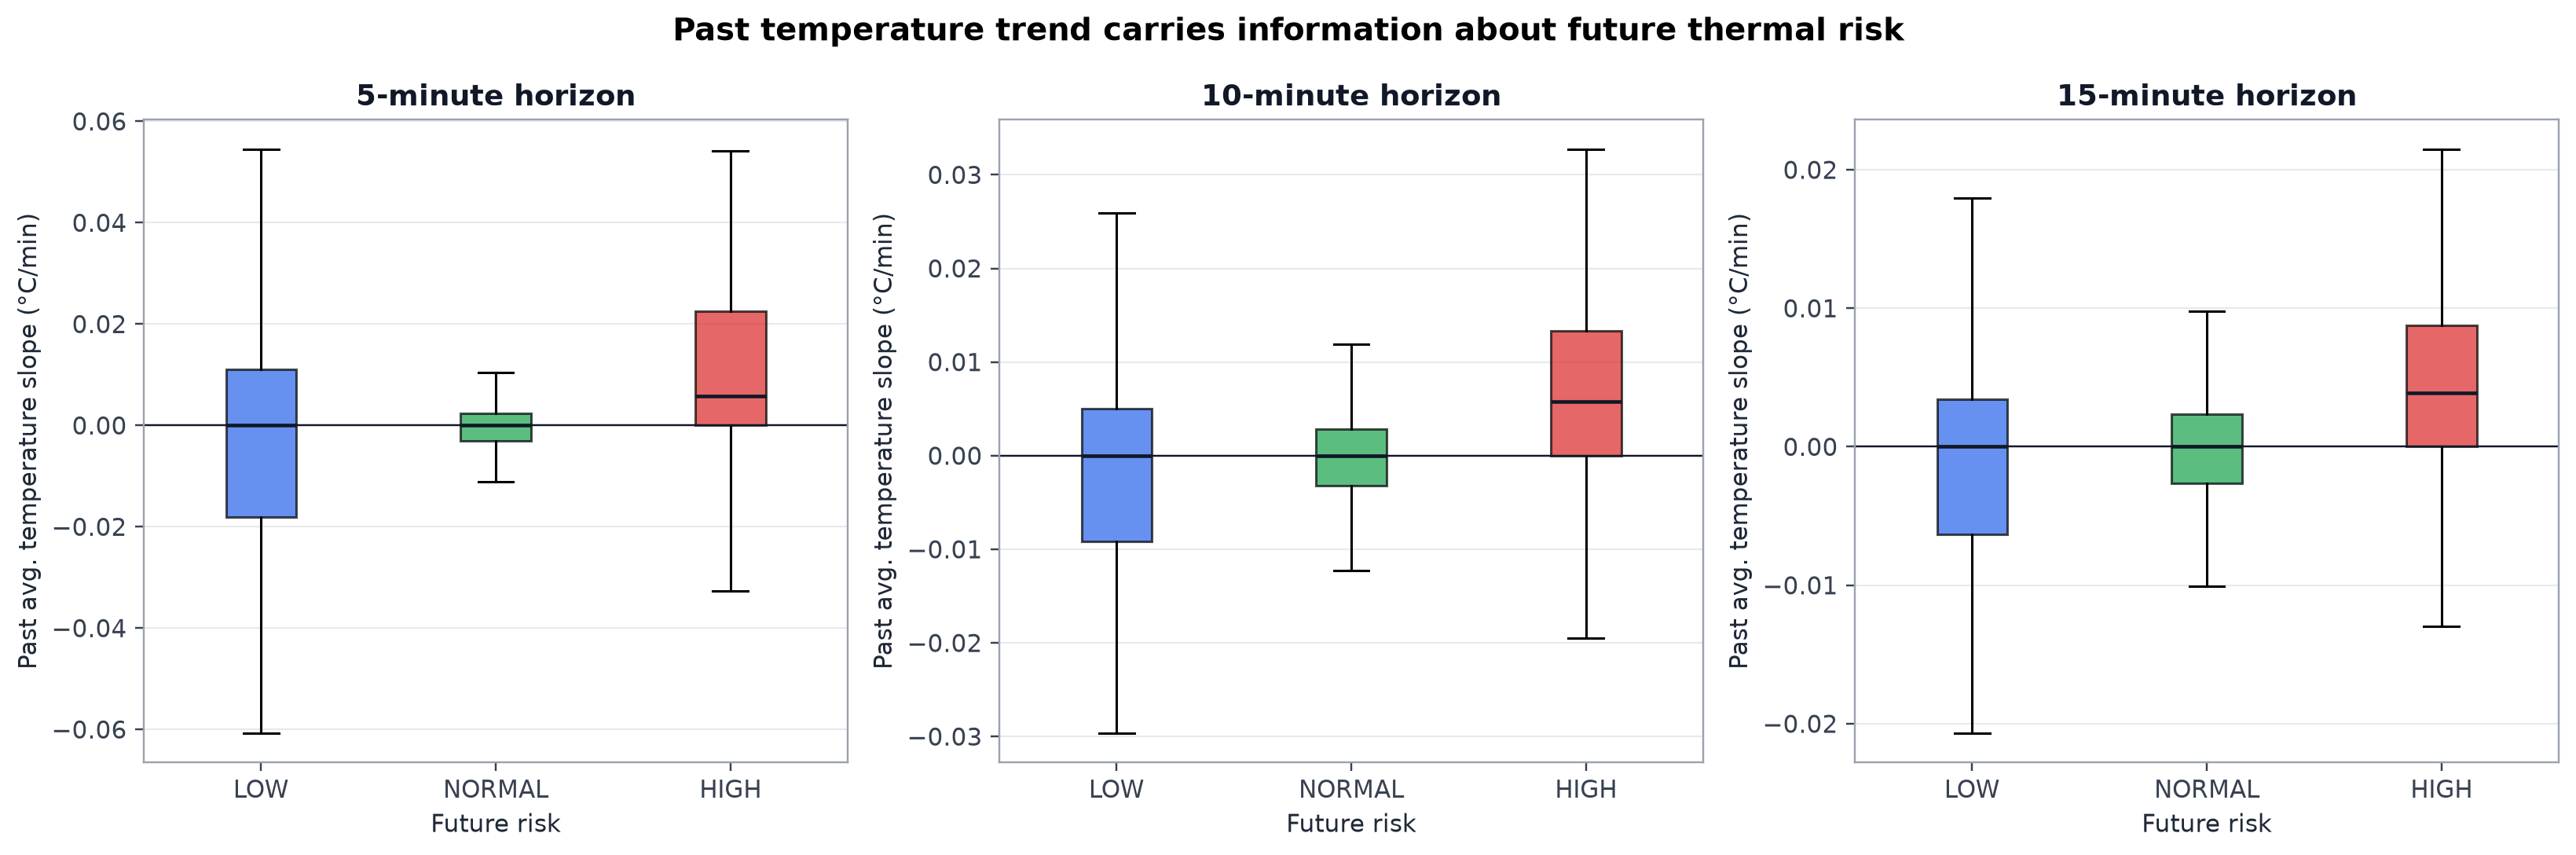 Past temperature trend carries information about future thermal risk
5-minute horizon
Past avg. temperature slope (°C/min)
0.06
0.04
0.02
0.00
−0.02
−0.04
−0.06
LOW NORMAL HIGH
Future risk
10-minute horizon
Past avg. temperature slope (°C/min)
0.03
0.02
0.01
0.00
−0.01
−0.02
−0.03
LOW NORMAL HIGH
Future risk
15-minute horizon
Past avg. temperature slope (°C/min)
0.02
0.01
0.00
−0.01
−0.02
LOW NORMAL HIGH
Future risk